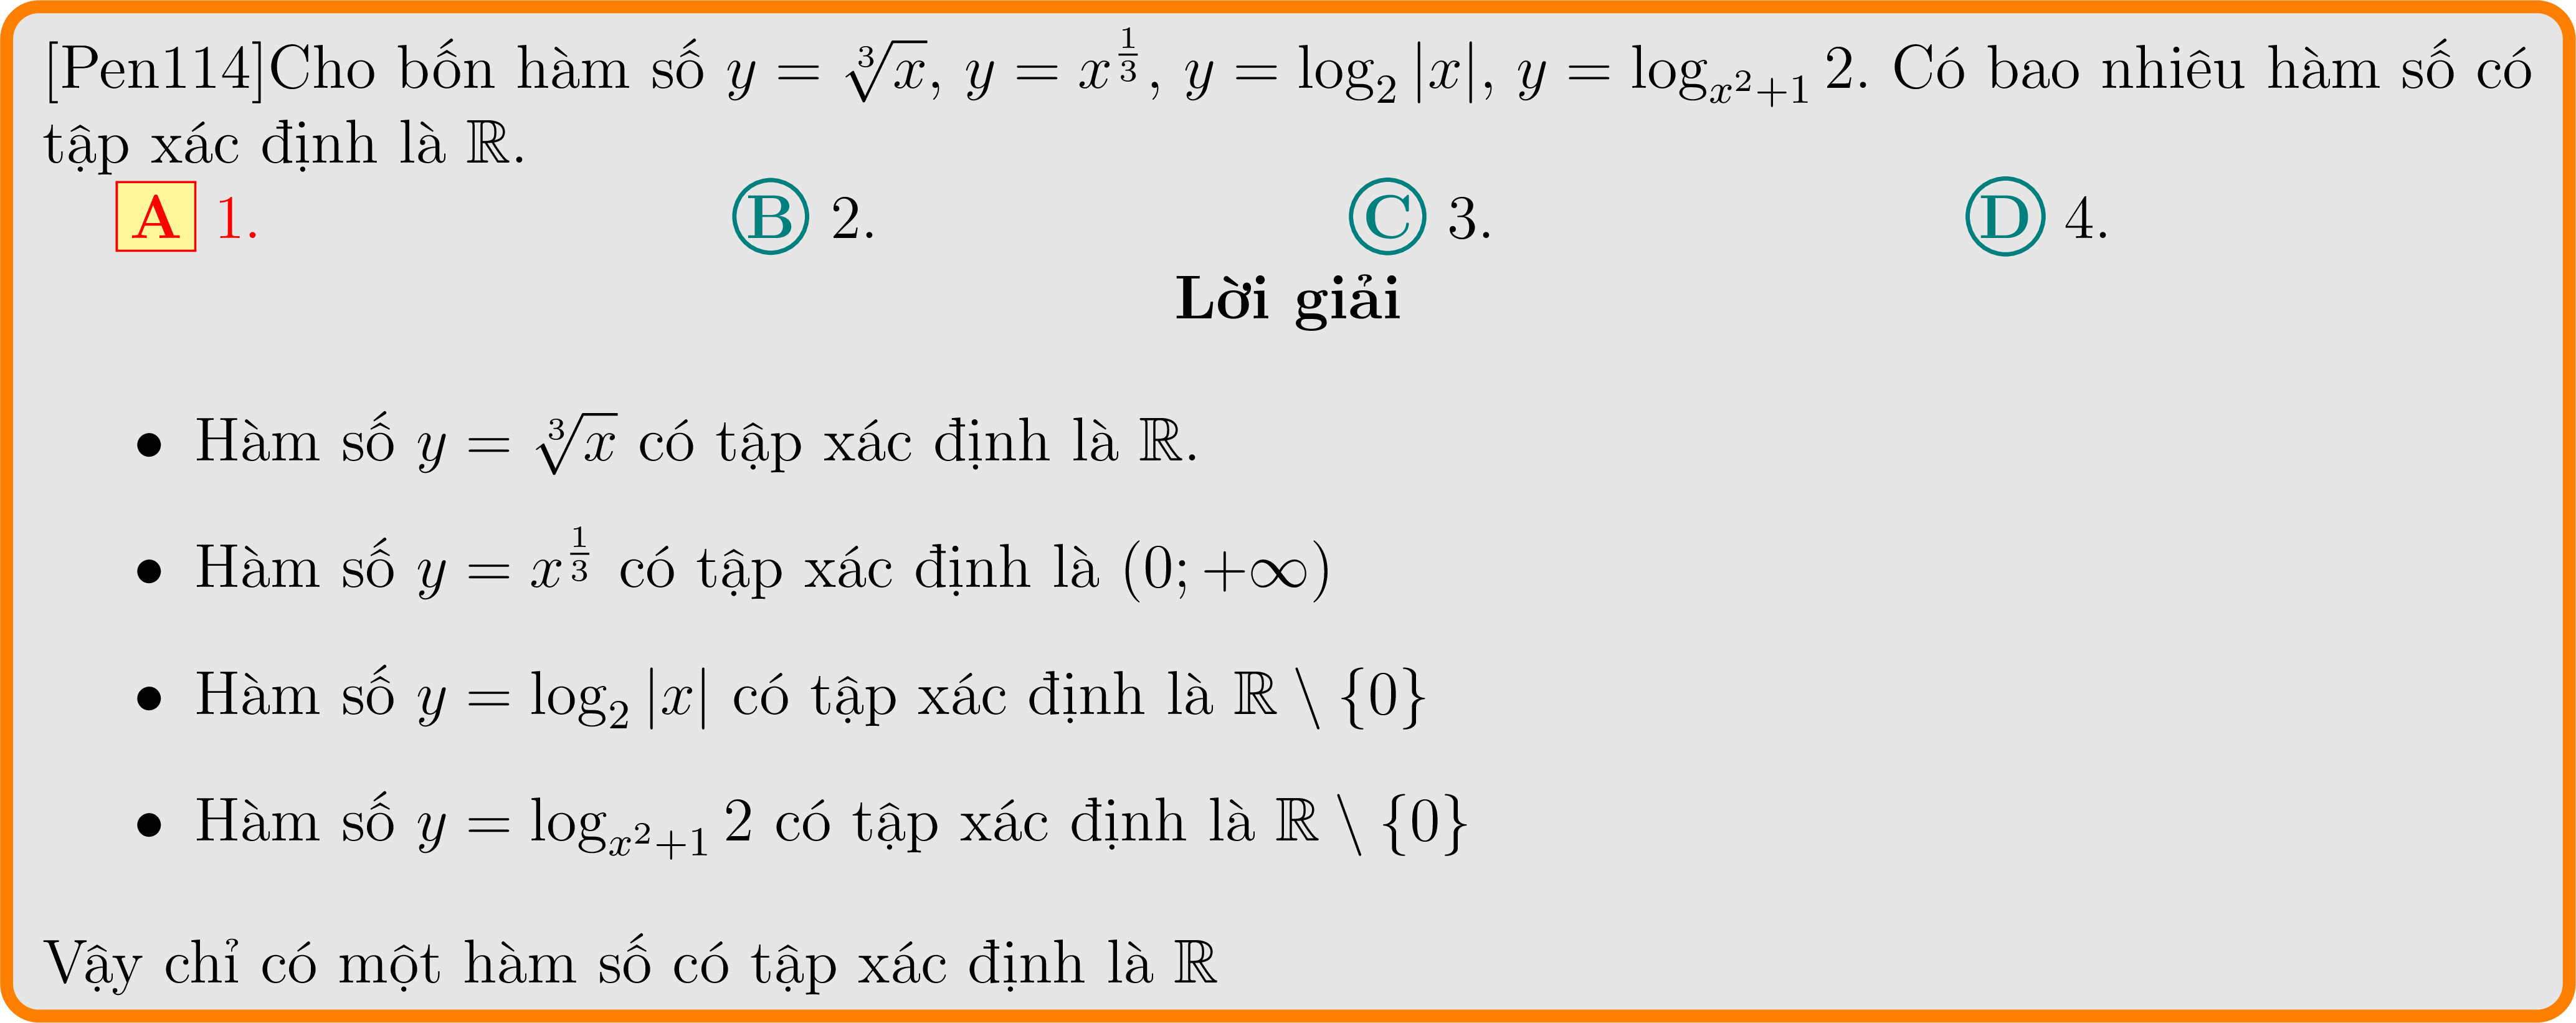 [Pen114]Cho bốn hàm số $y = \sqrt[3]{x}$, $y = x^{\frac{1}{3}}$, $y = \log_2 |x|$, $y = \log_{x^2+1} 2$. Có bao nhiêu hàm số có
tập xác định là $\mathbb{R}$.
A 1. B 2. C 3. D 4.
Lời giải
• Hàm số $y = \sqrt[3]{x}$ có tập xác định là $\mathbb{R}$.
• Hàm số $y = x^{\frac{1}{3}}$ có tập xác định là $(0; +\infty)$
• Hàm số $y = \log_2 |x|$ có tập xác định là $\mathbb{R} \setminus \{0\}$
• Hàm số $y = \log_{x^2+1} 2$ có tập xác định là $\mathbb{R} \setminus \{0\}$
Vậy chỉ có một hàm số có tập xác định là $\mathbb{R}$